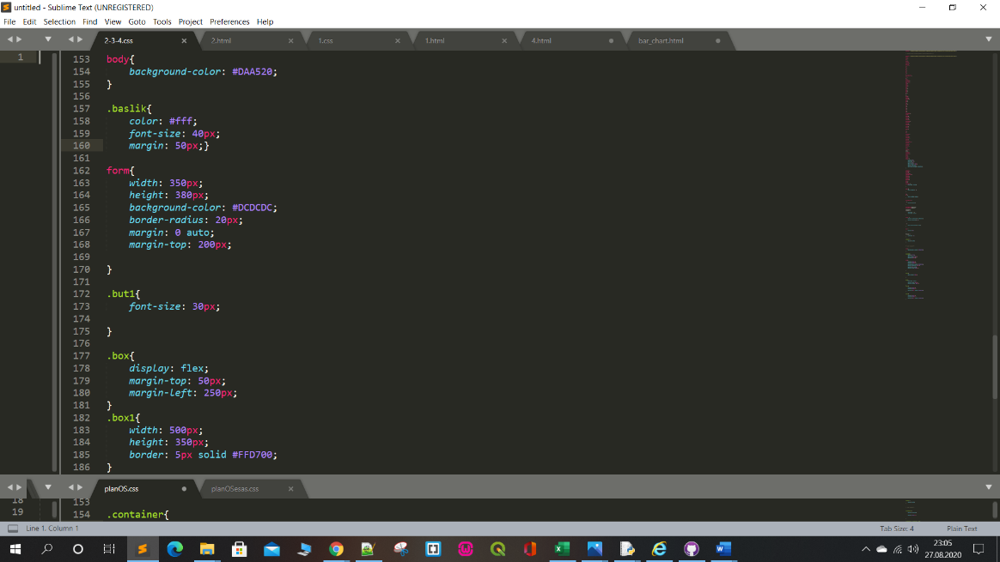 untitled - Sublime Text (UNREGISTERED)
File Edit Selection Find View Goto Tools Project Preferences Help
2-3-4.css 2.html 1.css 1.html 4.html bar_chart.html
1
153 body{
154 background-color: #DAA520;
155 }
156
157 .baslik{
158 color: #fff;
159 font-size: 40px;
160 margin: 50px;}
161
162 form{
163 width: 350px;
164 height: 380px;
165 background-color: #DCDCDC;
166 border-radius: 20px;
167 margin: 0 auto;
168 margin-top: 200px;
169
170 }
171
172 .but1{
173 font-size: 30px;
174
175 }
176
177 .box{
178 display: flex;
179 margin-top: 50px;
180 margin-left: 250px;
181 }
182 .box1{
183 width: 500px;
184 height: 350px;
185 border: 5px solid #FFD700;
186 }
planOS.css planOSesas.css
18
19
153
154 .container{
Line 1, Column 1 Tab Size: 4 Plain Text
23:05
27.08.2020